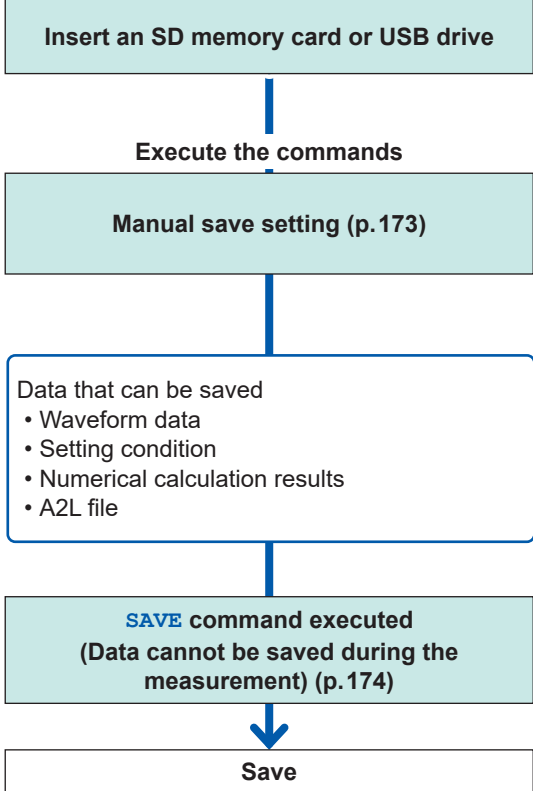 Insert an SD memory card or USB drive
Execute the commands
Manual save setting (p. 173)
Data that can be saved
• Waveform data
• Setting condition
• Numerical calculation results
• A2L file
SAVE command executed
(Data cannot be saved during the
measurement) (p. 174)
Save